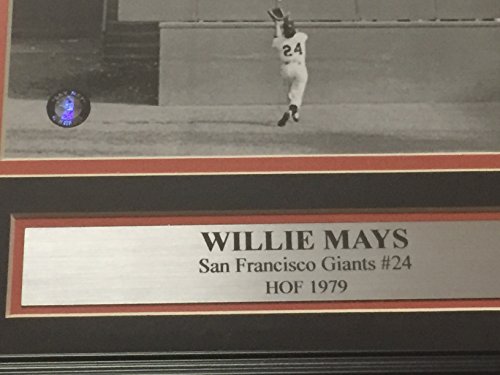 24
WILLIE MAYS
San Francisco Giants #24
HOF 1979